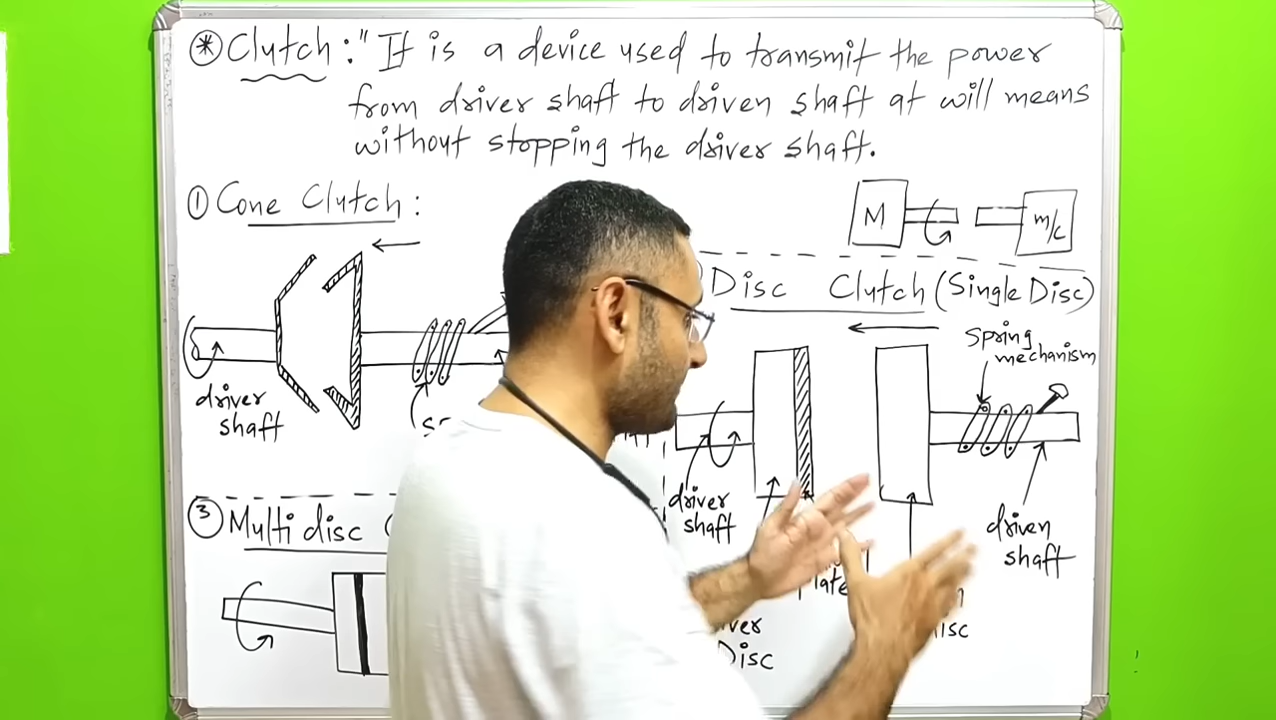 * Clutch : "It is a device used to transmit the power
from driver shaft to driven shaft at will means
without stopping the driver shaft.
① Cone Clutch :
M
m/c
Disc Clutch (Single Disc)
spring
mechanism
driver
shaft
driver
shaft
driven
shaft
③ Multi disc
Disc